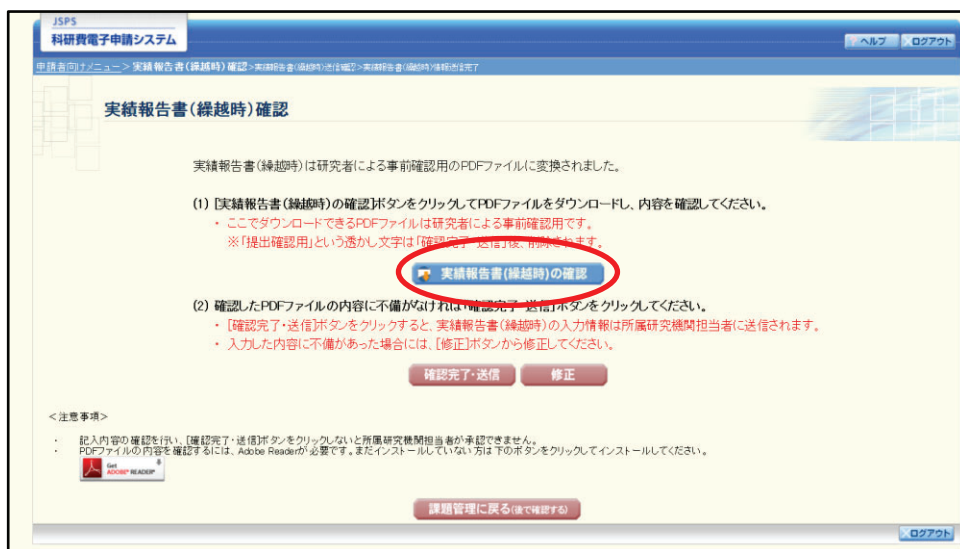 JSPS
科研費電子申請システム
ヘルプ
ログアウト
申請者向けメニュー>実績報告書(繰越時)確認>実績報告書(繰越時)送信確認>実績報告書(繰越時)情報送信完了
実績報告書(繰越時)確認
実績報告書(繰越時)は研究者による事前確認用のPDFファイルに変換されました。
(1) [実績報告書(繰越時)の確認]ボタンをクリックしてPDFファイルをダウンロードし、内容を確認してください。
・ ここでダウンロードできるPDFファイルは研究者による事前確認用です。
※「提出確認用」という透かし文字は「確認完了・送信」後、削除されます。
実績報告書(繰越時)の確認
(2) 確認したPDFファイルの内容に不備がなければ「確認完了・送信]ボタンをクリックしてください。
・ [確認完了・送信]ボタンをクリックすると、実績報告書(繰越時)の入力情報は所属研究機関担当者に送信されます。
・ 入力した内容に不備があった場合には、[修正]ボタンから修正してください。
確認完了・送信
修正
<注意事項>
・ 記入内容の確認を行い、[確認完了・送信]ボタンをクリックしないと所属研究機関担当者が承認できません。
・ PDFファイルの内容を確認するには、Adobe Readerが必要です。まだインストールしていない方は下のボタンをクリックしてインストールしてください。
Get
ADOBE® READER®
課題管理に戻る(後で確認する)
ログアウト